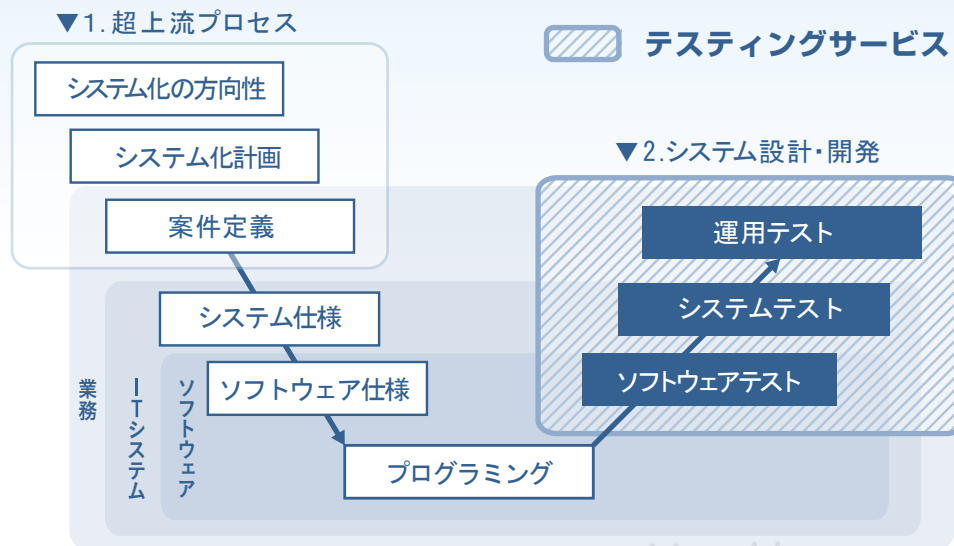 ▼1.超上流プロセス
テスティングサービス
システム化の方向性
システム化計画
▼2.システム設計・開発
案件定義
運用テスト
システム仕様
システムテスト
ソフトウェア仕様
ソフトウェアテスト
業務
ITシステム
ソフトウェア
プログラミング